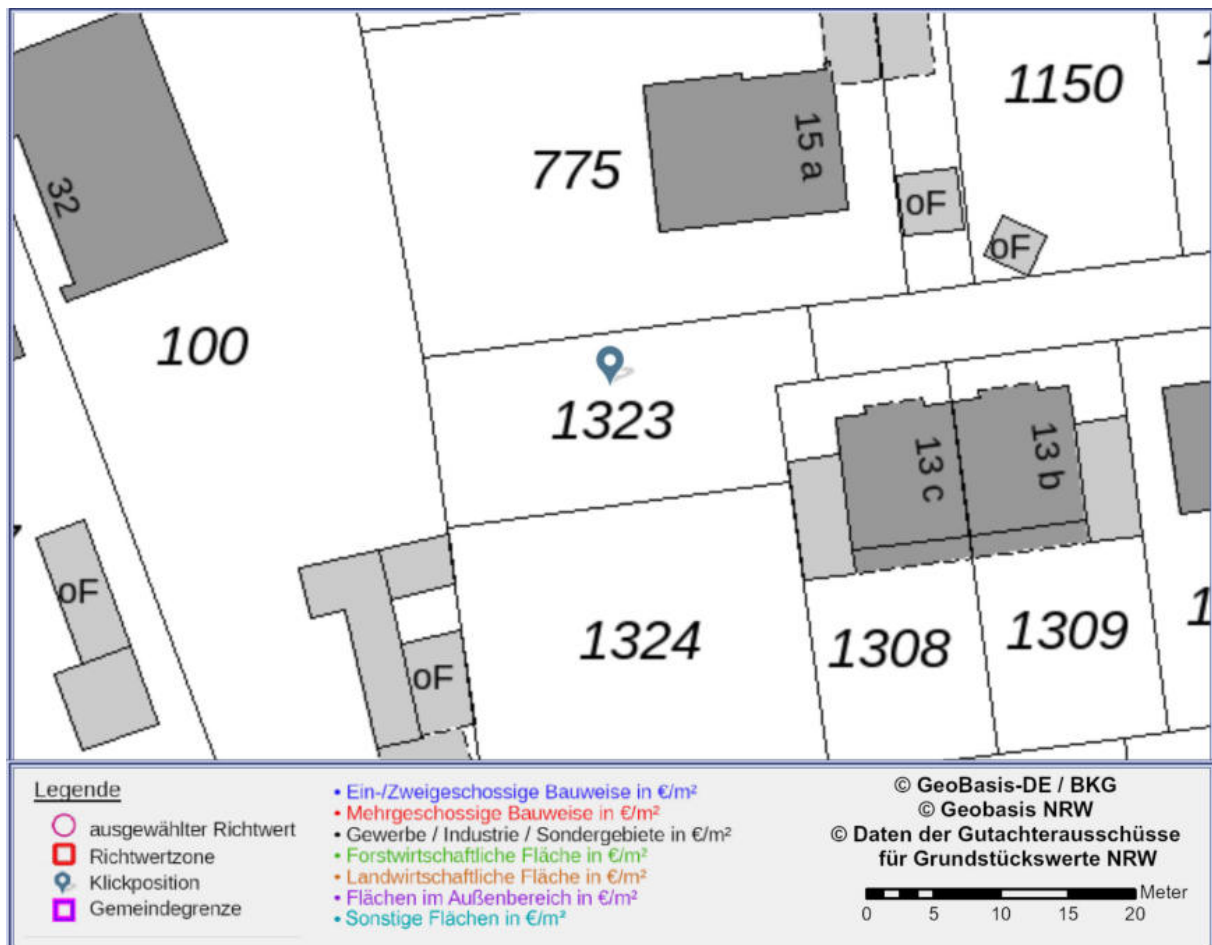 1150
15 a
775
32
oF
oF
100
1323
13 c
13 b
oF
1324
1308
1309
oF
Legende
ausgewählter Richtwert
Richtwertzone
Klickposition
Gemeindegrenze
• Ein-/Zweigeschossige Bauweise in €/m²
• Mehrgeschossige Bauweise in €/m²
• Gewerbe / Industrie / Sondergebiete in €/m²
• Forstwirtschaftliche Fläche in €/m²
• Landwirtschaftliche Fläche in €/m²
• Flächen im Außenbereich in €/m²
• Sonstige Flächen in €/m²
© GeoBasis-DE / BKG
© Geobasis NRW
© Daten der Gutachterausschüsse
für Grundstückswerte NRW
Meter
0 5 10 15 20